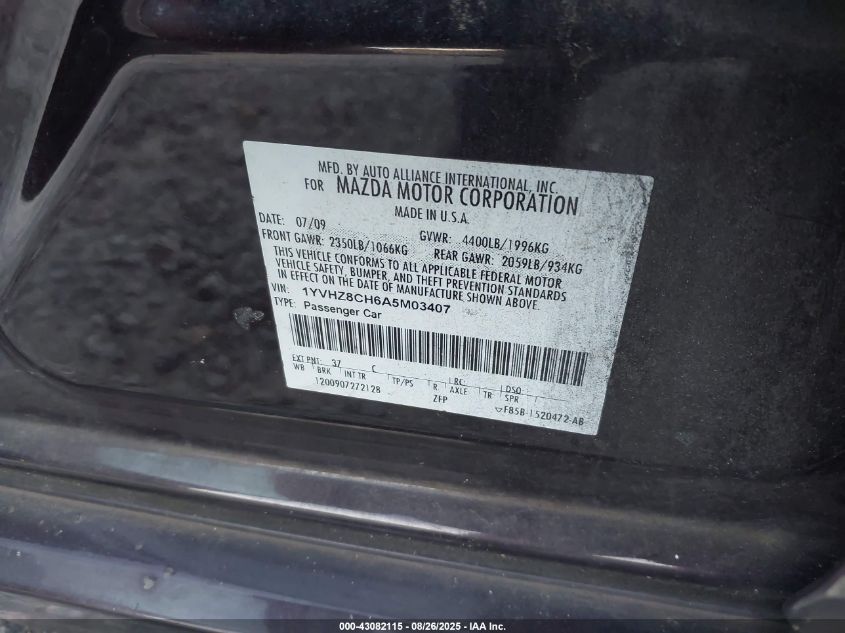 MFD. BY AUTO ALLIANCE INTERNATIONAL, INC.
FOR MAZDA MOTOR CORPORATION
MADE IN U.S.A.
DATE: 07/09 GVWR: 4400LB/1996KG
FRONT GAWR: 2350LB/1066KG REAR GAWR: 2059LB/934KG
THIS VEHICLE CONFORMS TO ALL APPLICABLE FEDERAL MOTOR
VEHICLE SAFETY, BUMPER, AND THEFT PREVENTION STANDARDS
IN EFFECT ON THE DATE OF MANUFACTURE SHOWN ABOVE.
VIN: 1YVHZ8CH6A5M03407
TYPE: Passenger Car
EXT PNT: 37 C RC: DSO:
WB BRK INT TR TP/PS R AXLE TR SPR
1200907272128 ZFP
F85B-1520472-AB
000-43082115 - 08/26/2025 - IAA Inc.